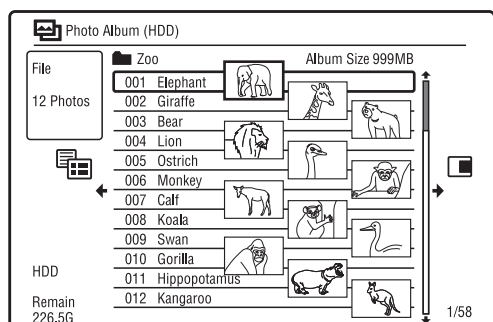 Photo Album (HDD)
File
12 Photos
Zoo
Album Size 999MB
001 Elephant
002 Giraffe
003 Bear
004 Lion
005 Ostrich
006 Monkey
007 Calf
008 Koala
009 Swan
010 Gorilla
011 Hippopotamus
012 Kangaroo
HDD
Remain
226.5G
1/58